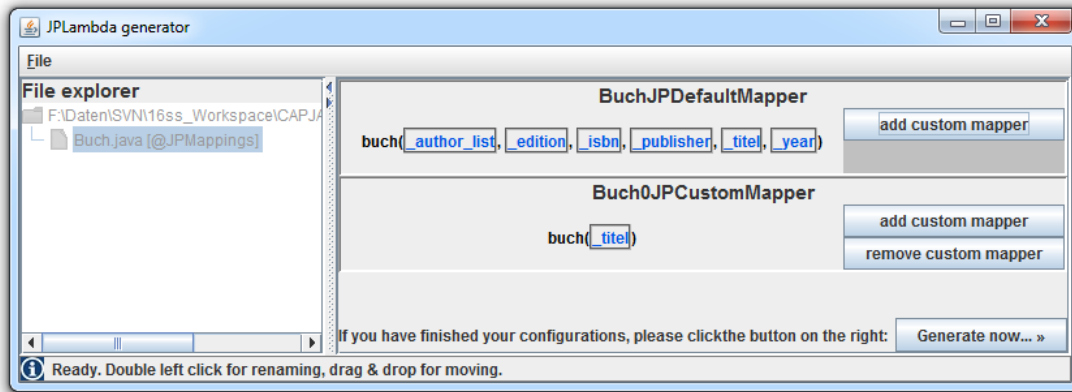 JPLambda generator
File
File explorer
F:\Daten\SVN\16ss_Workspace\CAPJA
Buch.java [@JPMappings]
BuchJPDefaultMapper
buch(_author_list, _edition, _isbn, _publisher, _titel, _year)
add custom mapper
Buch0JPCustomMapper
buch(_titel)
add custom mapper
remove custom mapper
If you have finished your configurations, please clickthe button on the right:
Generate now... »
Ready. Double left click for renaming, drag & drop for moving.